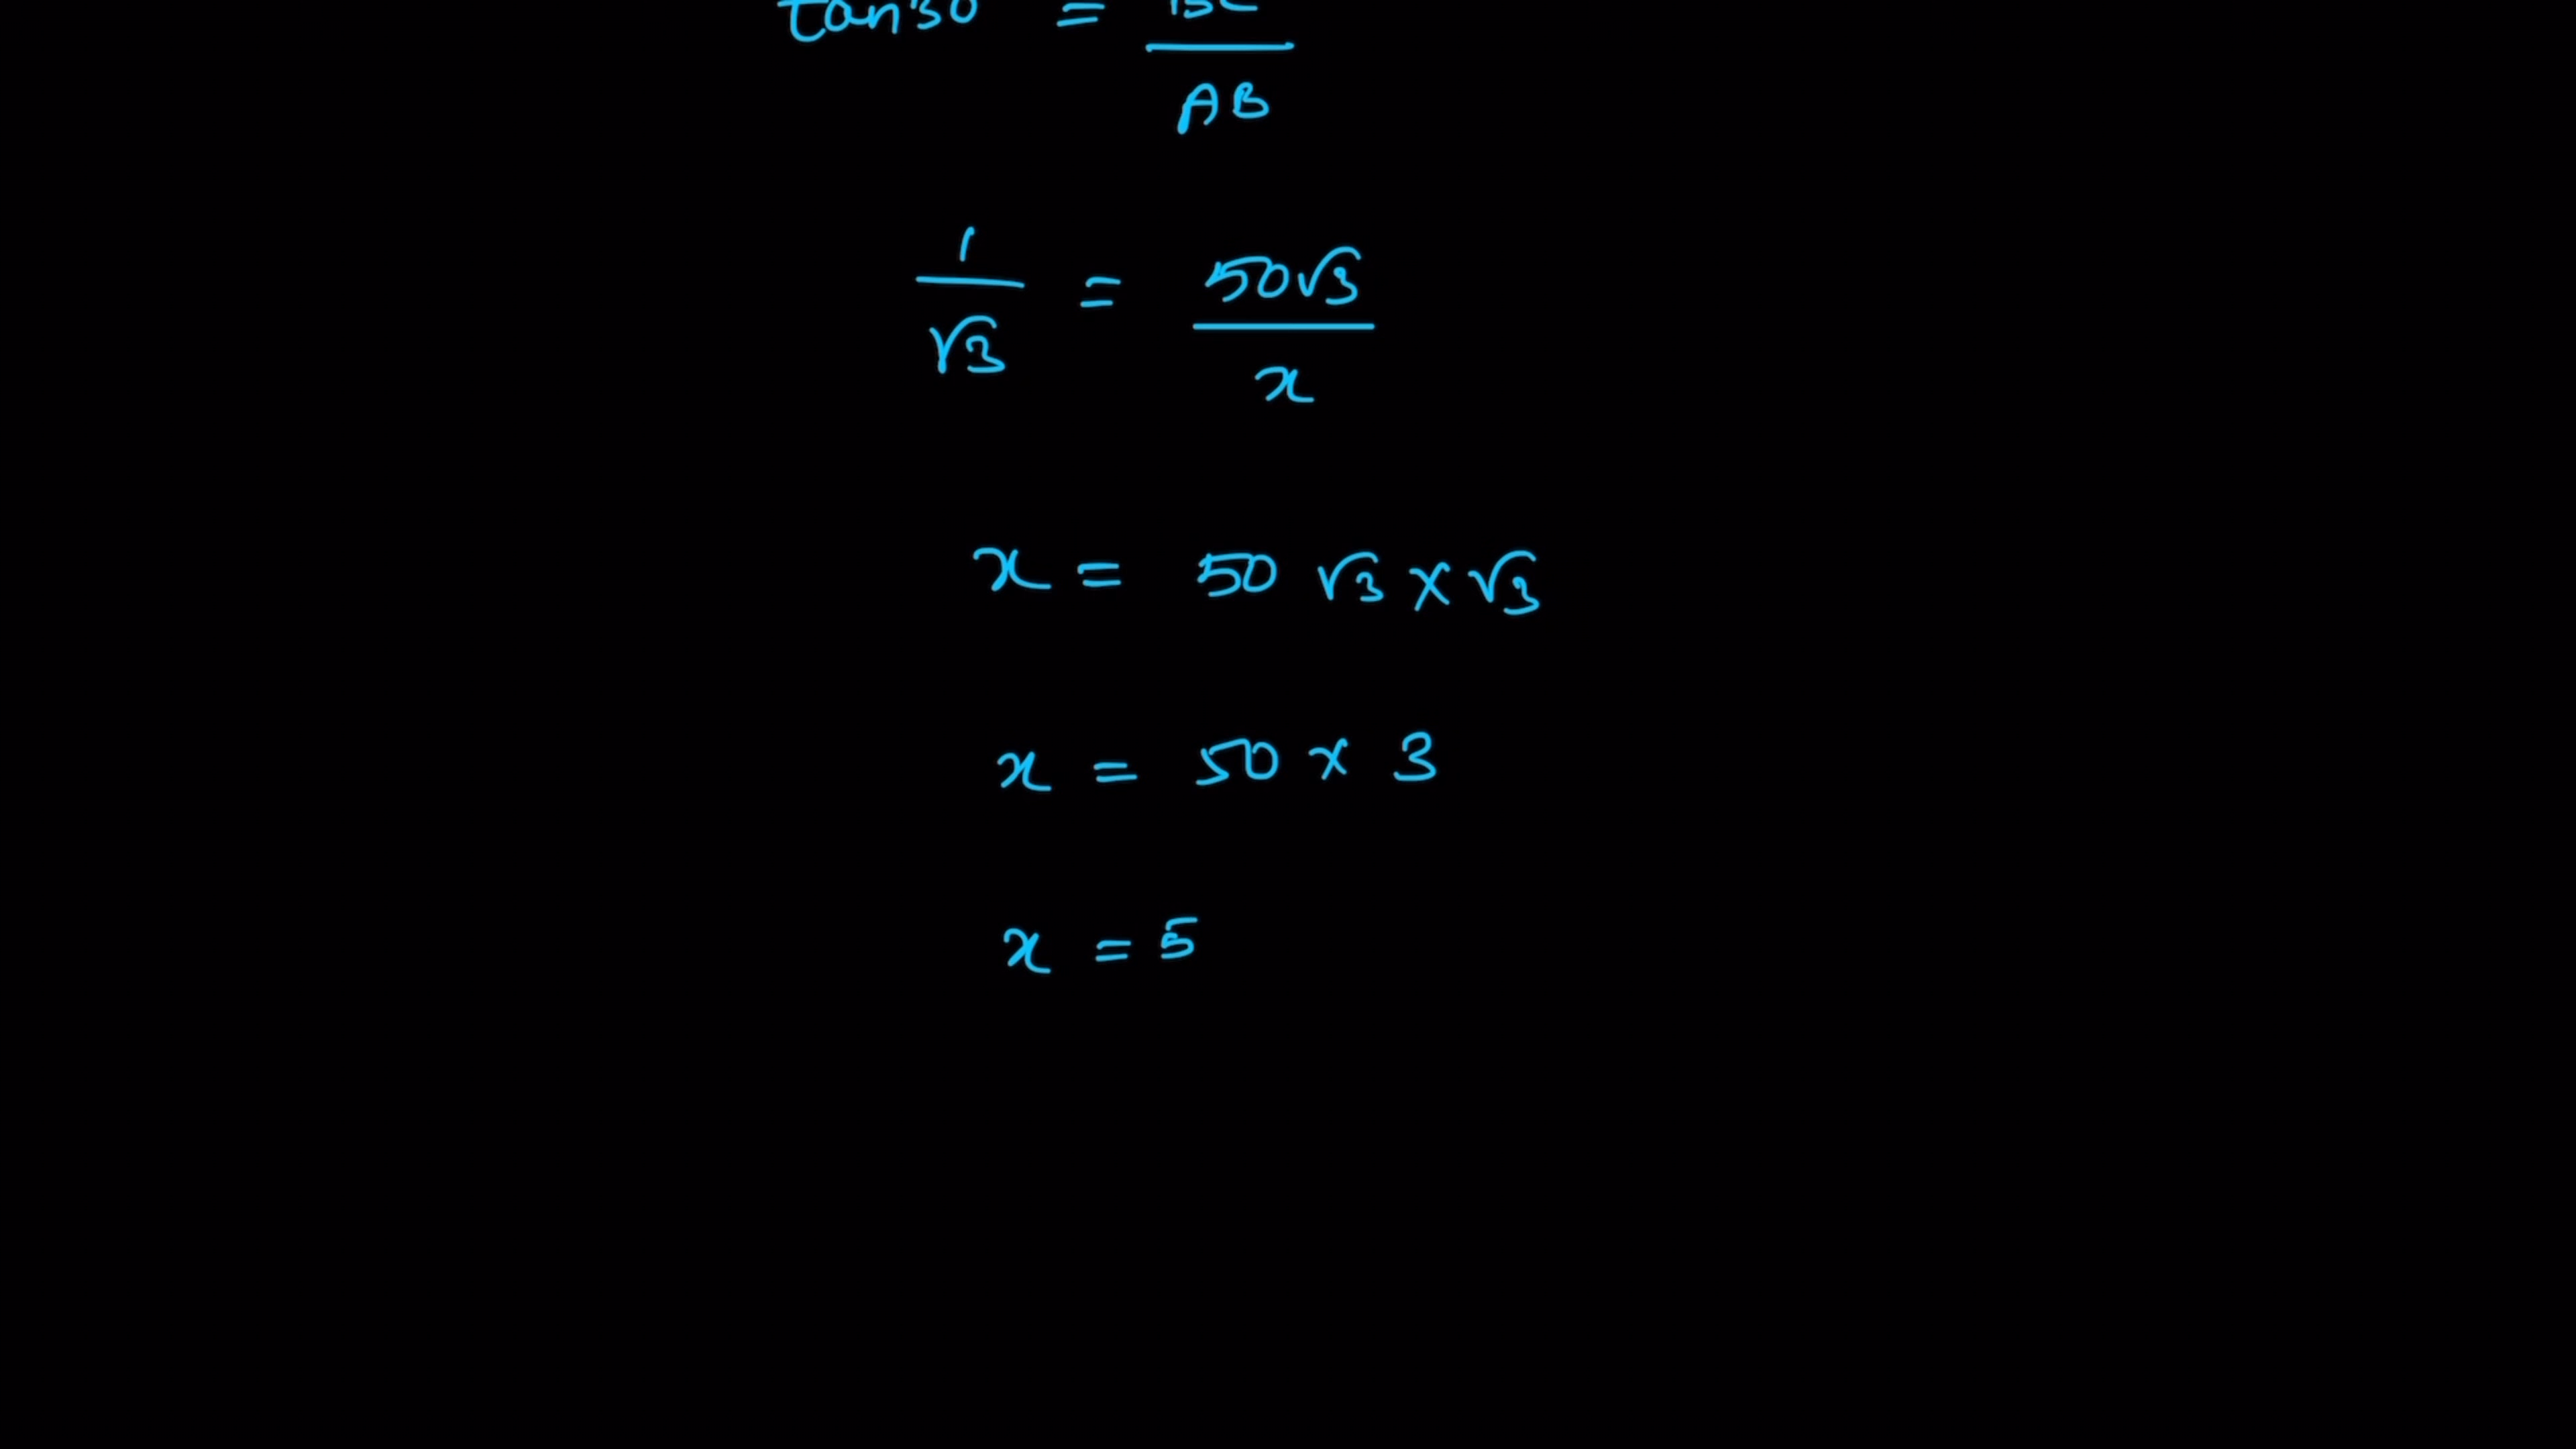 tan30 = BC / AB
1/√3 = 50√3/x
x = 50 √3 × √3
x = 50 × 3
x = 5